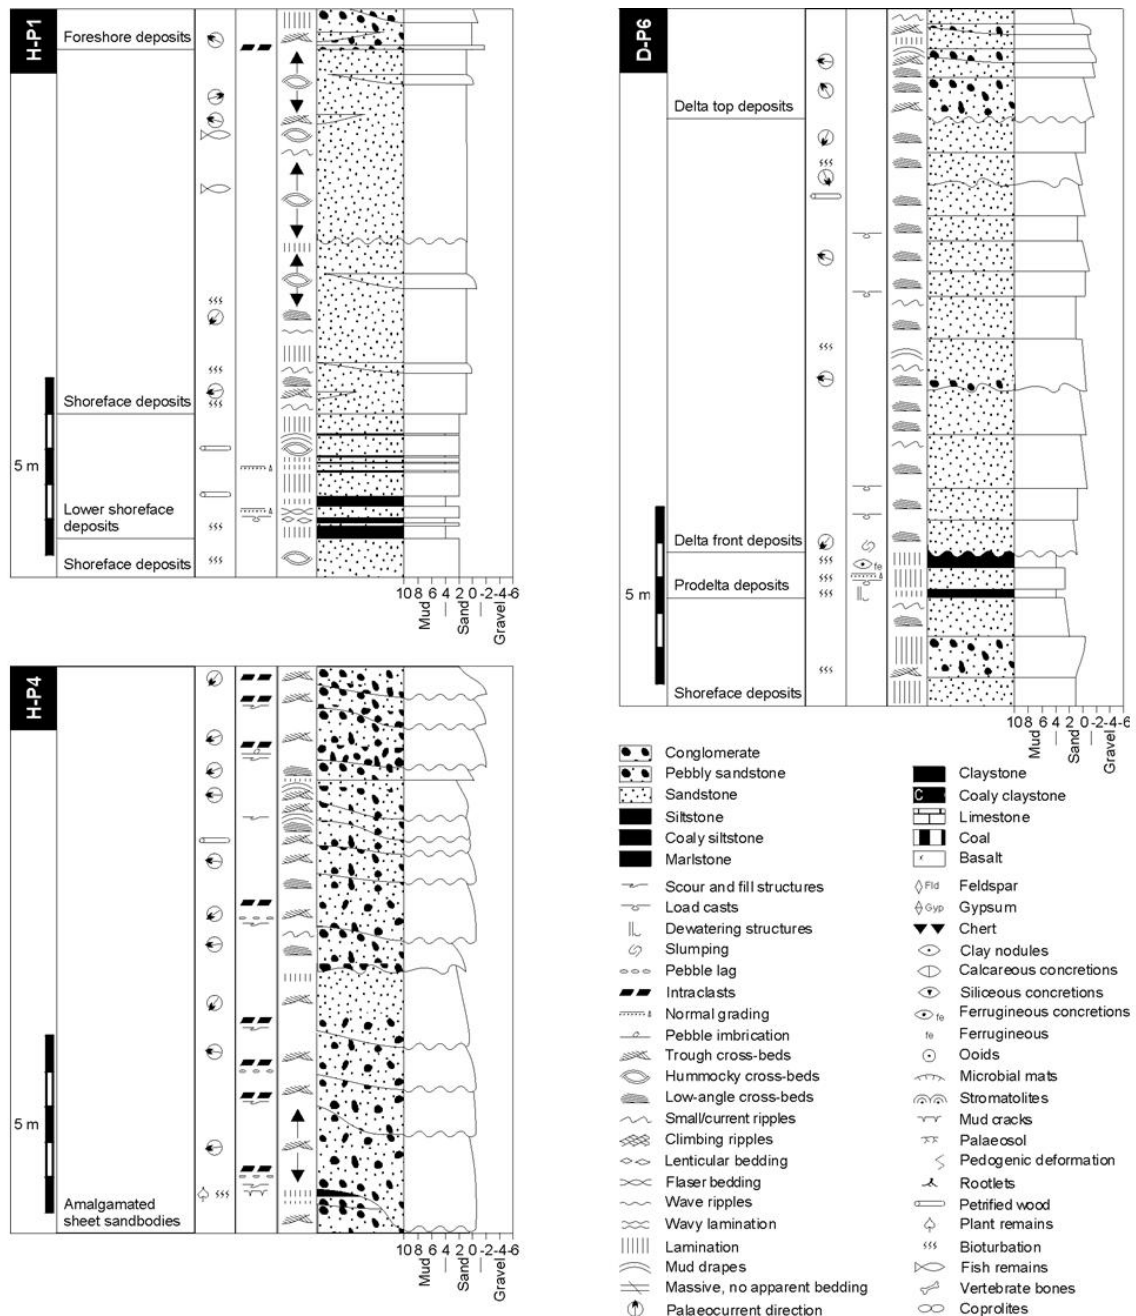 H-P1
Foreshore deposits
Shoreface deposits
5 m
Lower shoreface
deposits
Shoreface deposits
10 8 6 4 2 0 -2 -4 -6
Mud
Sand
Gravel
H-P4
5 m
Amalgamated
sheet sandbodies
10 8 6 4 2 0 -2 -4 -6
Mud
Sand
Gravel
D-P6
Delta top deposits
Delta front deposits
fe
Prodelta deposits
5 m
Shoreface deposits
10 8 6 4 2 0 -2 -4 -6
Mud
Sand
Gravel
Conglomerate
Pebbly sandstone
Sandstone
Siltstone
Coaly siltstone
Marlstone
Scour and fill structures
Load casts
Dewatering structures
Slumping
Pebble lag
Intraclasts
Normal grading
Pebble imbrication
Trough cross-beds
Hummocky cross-beds
Low-angle cross-beds
Small/current ripples
Climbing ripples
Lenticular bedding
Flaser bedding
Wave ripples
Wavy lamination
Lamination
Mud drapes
Massive, no apparent bedding
Palaeocurrent direction
Claystone
C Coaly claystone
Limestone
Coal
Basalt
Fld Feldspar
Gyp Gypsum
Chert
Clay nodules
Calcareous concretions
Siliceous concretions
fe Ferrugineous concretions
fe Ferrugineous
Ooids
Microbial mats
Stromatolites
Mud cracks
Palaeosol
Pedogenic deformation
Rootlets
Petrified wood
Plant remains
Bioturbation
Fish remains
Vertebrate bones
Coprolites